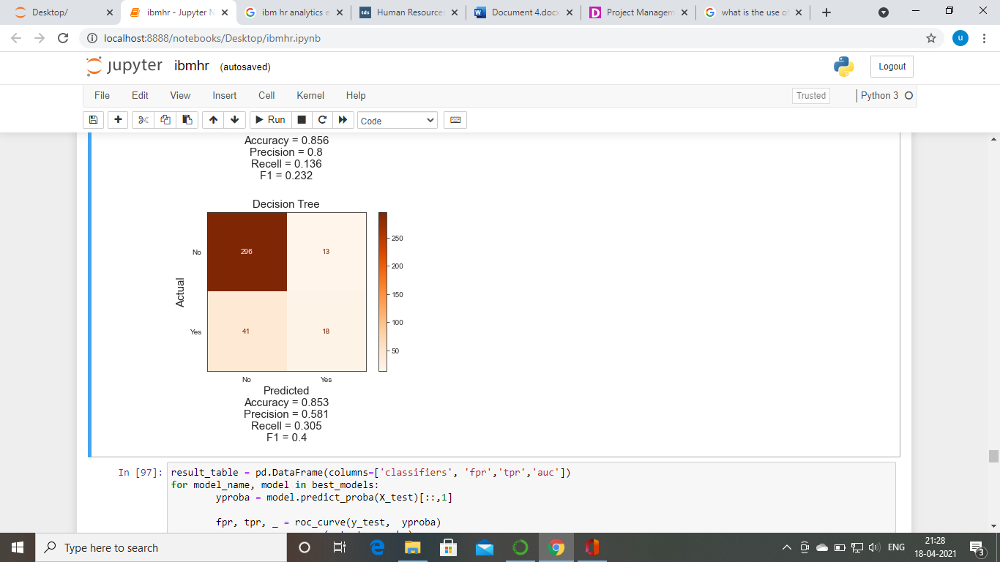 Desktop/
ibmhr - Jupyter N
ibm hr analytics e
tds
Human Resource
Document 4.docx
D
Project Managem
what is the use o
localhost:8888/notebooks/Desktop/ibmhr.ipynb
u
jupyter ibmhr (autosaved)
Logout
File Edit View Insert Cell Kernel Help
Trusted
Python 3
Run
Code
Accuracy = 0.856
Precision = 0.8
Recell = 0.136
F1 = 0.232
Decision Tree
No
296
13
250
200
Actual
150
100
Yes
41
18
50
No
Yes
Predicted
Accuracy = 0.853
Precision = 0.581
Recell = 0.305
F1 = 0.4
In [97]: result_table = pd.DataFrame(columns=['classifiers', 'fpr','tpr','auc'])
for model_name, model in best_models:
yproba = model.predict_proba(X_test)[::,1]
fpr, tpr, _ = roc_curve(y_test, yproba)
Type here to search
ENG
21:28
18-04-2021
3